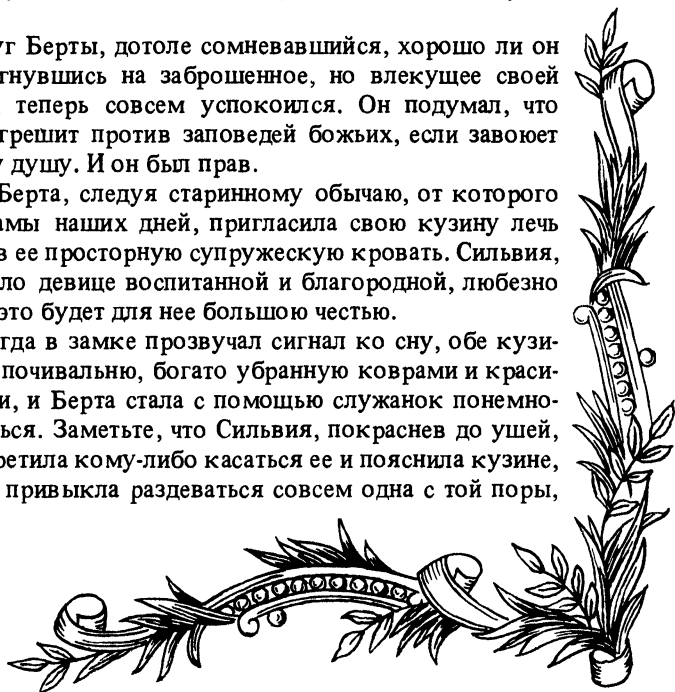 уг Берты, дотоле сомневавшийся, хорошо ли он
гнувшись на заброшенное, но влекущее своей
теперь совсем успокоился. Он подумал, что
грешит против заповедей божьих, если завоюет
у душу. И он был прав.
Берта, следуя старинному обычаю, от которого
амы наших дней, пригласила свою кузину лечь
в ее просторную супружескую кровать. Сильвия,
ло девице воспитанной и благородной, любезно
это будет для нее большою честью.
гда в замке прозвучал сигнал ко сну, обе кузи-
почивальню, богато убранную коврами и краси-
и, и Берта стала с помощью служанок понемно-
ься. Заметьте, что Сильвия, покраснев до ушей,
ретила кому-либо касаться ее и пояснила кузине,
привыкла раздеваться совсем одна с той поры,